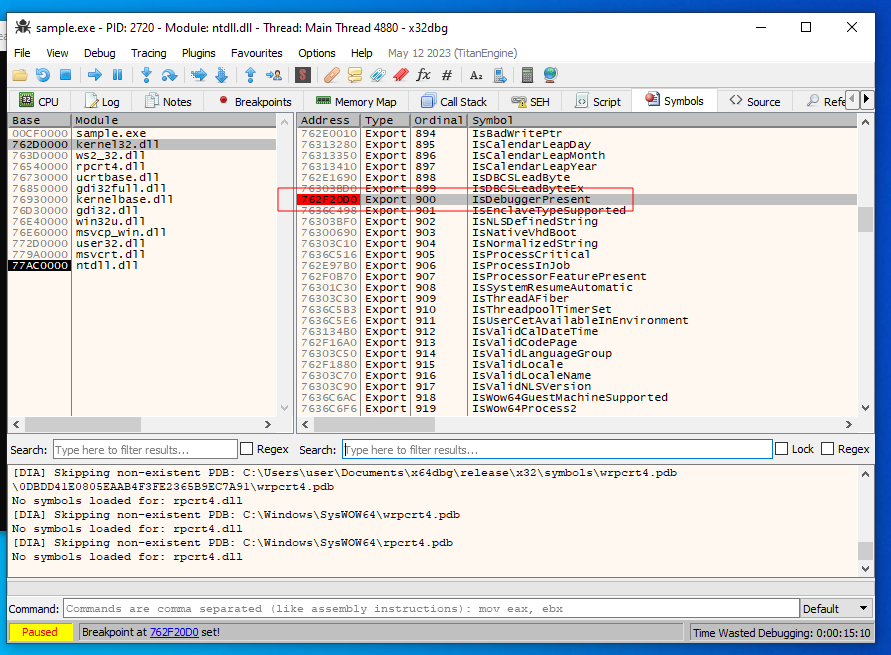 sample.exe - PID: 2720 - Module: ntdll.dll - Thread: Main Thread 4880 - x32dbg
File View Debug Tracing Plugins Favourites Options Help May 12 2023 (TitanEngine)
CPU Log Notes Breakpoints Memory Map Call Stack SEH Script Symbols Source Refe
Base Module
00CF0000 sample.exe
762D0000 kernel32.dll
763D0000 ws2_32.dll
76540000 rpcrt4.dll
76730000 ucrtbase.dll
76850000 gdi32full.dll
76930000 kernelbase.dll
76D30000 gdi32.dll
76E40000 win32u.dll
76E60000 msvcp_win.dll
772D0000 user32.dll
779A0000 msvcrt.dll
77AC0000 ntdll.dll
Address Type Ordinal Symbol
762E0010 Export 894 IsBadWritePtr
76313280 Export 895 IsCalendarLeapDay
76313350 Export 896 IsCalendarLeapMonth
76313410 Export 897 IsCalendarLeapYear
762E1690 Export 898 IsDBCSLeadByte
76303BD0 Export 899 IsDBCSLeadByteEx
762F20D0 Export 900 IsDebuggerPresent
7636C498 Export 901 IsEnclaveTypeSupported
76303BF0 Export 902 IsNLSDefinedString
76300690 Export 903 IsNativeVhdBoot
76303C10 Export 904 IsNormalizedString
7636C516 Export 905 IsProcessCritical
762E97B0 Export 906 IsProcessInJob
762F0B70 Export 907 IsProcessorFeaturePresent
76301C30 Export 908 IsSystemResumeAutomatic
76303C30 Export 909 IsThreadAFiber
7636C5B3 Export 910 IsThreadpoolTimerSet
7636C5E6 Export 911 IsUserCetAvailableInEnvironment
763134B0 Export 912 IsValidCalDateTime
762F16A0 Export 913 IsValidCodePage
76303C50 Export 914 IsValidLanguageGroup
762F1880 Export 915 IsValidLocale
76303C70 Export 916 IsValidLocaleName
76303C90 Export 917 IsValidNLSVersion
7636C6AC Export 918 IsWow64GuestMachineSupported
7636C6F6 Export 919 IsWow64Process2
Search: Type here to filter results... Regex Search: Type here to filter results... Lock Regex
[DIA] Skipping non-existent PDB: C:\Users\user\Documents\x64dbg\release\x32\symbols\wrpcrt4.pdb
\0DBDD41E0805EAAB4F3FE2365B9EC7A91\wrpcrt4.pdb
No symbols loaded for: rpcrt4.dll
[DIA] Skipping non-existent PDB: C:\Windows\SysWOW64\wrpcrt4.pdb
No symbols loaded for: rpcrt4.dll
[DIA] Skipping non-existent PDB: C:\Windows\SysWOW64\rpcrt4.pdb
No symbols loaded for: rpcrt4.dll
Command: Commands are comma separated (like assembly instructions): mov eax, ebx Default
Paused Breakpoint at 762F20D0 set! Time Wasted Debugging: 0:00:15:10